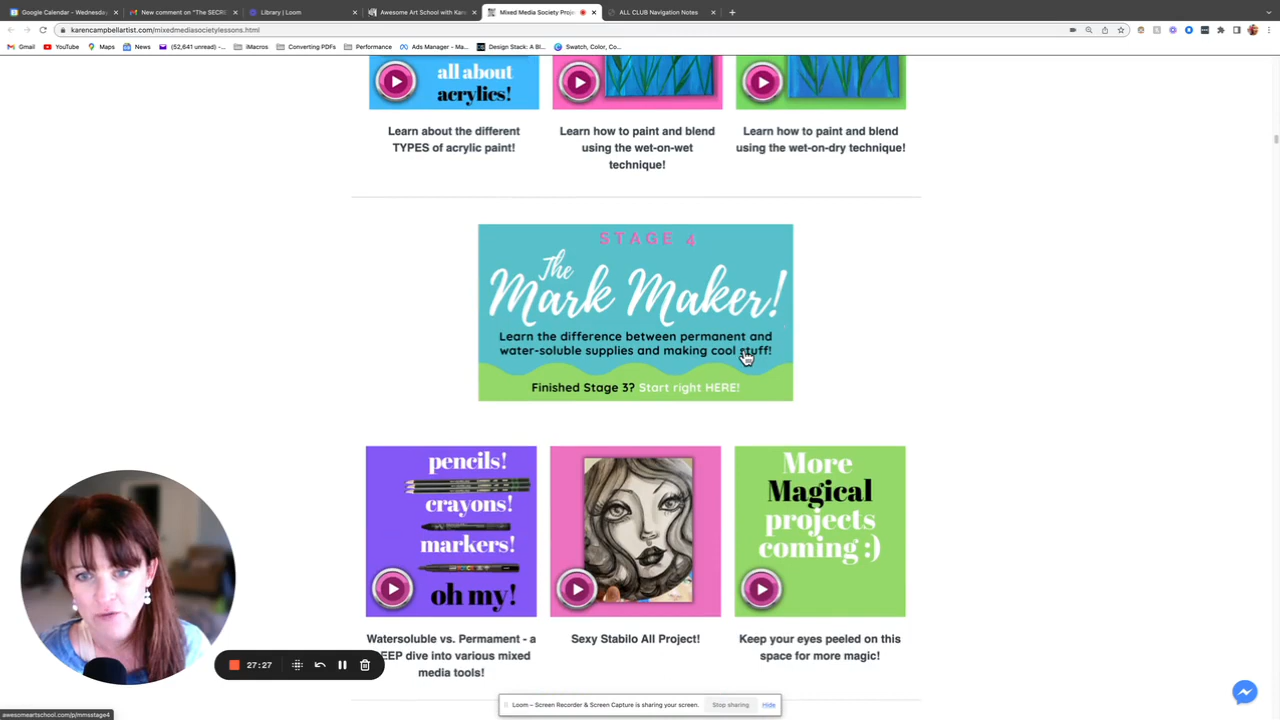 Google Calendar - Wednesday
New comment on "The SECRE
Library | Loom
Awesome Art School with Kar
Mixed Media Society Proje
ALL CLUB Navigation Notes
karencampbellartist.com/mixedmediasocietylessons.html
Gmail
YouTube
Maps
News
(52,641 unread) - ...
iMacros
Converting PDFs
Performance
Ads Manager - Ma...
Design Stack: A Bl...
Swatch, Color, Co...
all about
acrylics!
Learn about the different
TYPES of acrylic paint!
Learn how to paint and blend
using the wet-on-wet
technique!
Learn how to paint and blend
using the wet-on-dry technique!
STAGE 4
The
Mark Maker!
Learn the difference between permanent and
water-soluble supplies and making cool stuff!
Finished Stage 3? Start right HERE!
pencils!
crayons!
markers!
oh my!
More
Magical
projects
coming :)
Watersoluble vs. Permament - a
EEP dive into various mixed
media tools!
Sexy Stabilo All Project!
Keep your eyes peeled on this
space for more magic!
27:27
Loom – Screen Recorder & Screen Capture is sharing your screen.
Stop sharing
Hide
awesomeartschool.com/p/mmsstage4